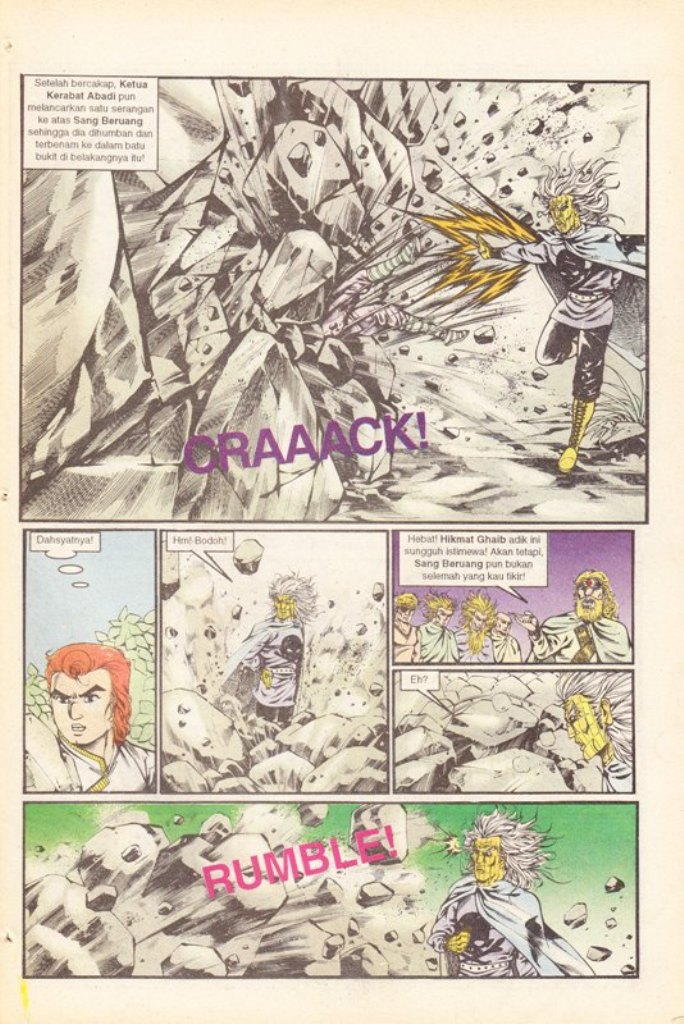 Setelah bercakap, Ketua
Kerabat Abadi pun
melancarkan satu serangan
ke atas Sang Beruang
sehingga dia dihumban dan
terbenam ke dalam batu
bukit di belakangnya itu!
CRAAACK!
Dahsyatnya!
Hm! Bodoh!
Hebat! Hikmat Ghaib adik ini
sungguh istimewa! Akan tetapi,
Sang Beruang pun bukan
selemah yang kau fikir!
Eh?
RUMBLE!